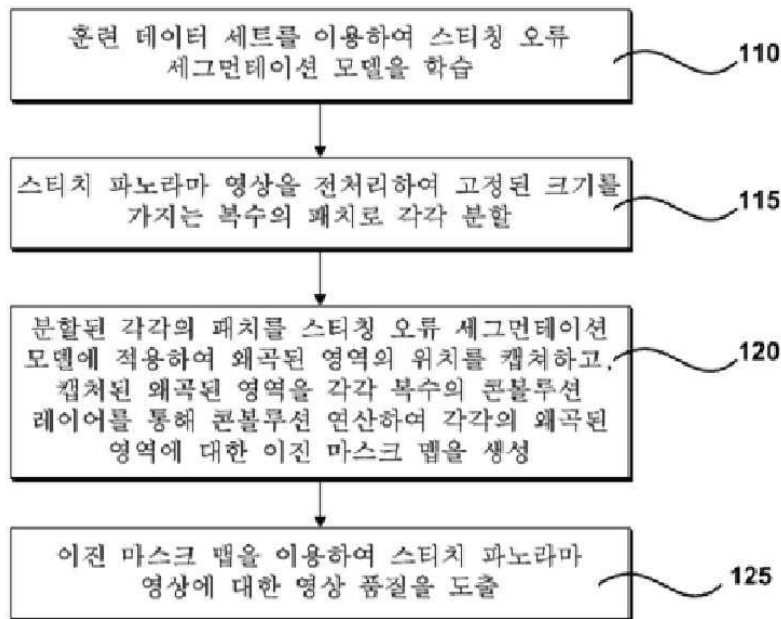 훈련 데이터 세트를 이용하여 스티칭 오류
세그먼테이션 모델을 학습
110
스티치 파노라마 영상을 전처리하여 고정된 크기를
가지는 복수의 패치로 각각 분할
115
분할된 각각의 패치를 스티칭 오류 세그먼테이션
모델에 적용하여 왜곡된 영역의 위치를 캡쳐하고,
캡처된 왜곡된 영역을 각각 복수의 콘볼루션
레이어를 통해 콘볼루션 연산하여 각각의 왜곡된
영역에 대한 이진 마스크 맵을 생성
120
이진 마스크 맵을 이용하여 스티치 파노라마
영상에 대한 영상 품질을 도출
125